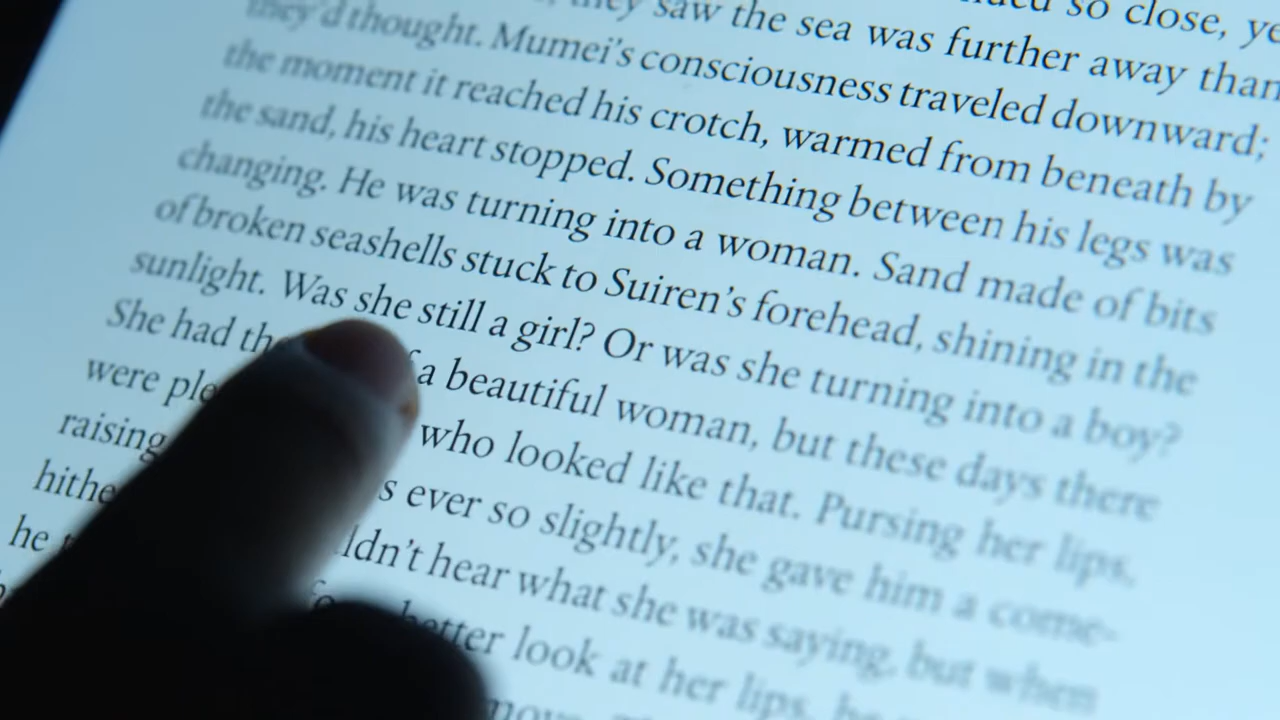 so close, ye
they saw the sea was further away than
they'd thought. Mumei's consciousness traveled downward;
the moment it reached his crotch, warmed from beneath by
the sand, his heart stopped. Something between his legs was
changing. He was turning into a woman. Sand made of bits
of broken seashells stuck to Suiren's forehead, shining in the
sunlight. Was she still a girl? Or was she turning into a boy?
She had a beautiful woman, but these days there
were who looked like that. Pursing her lips,
raising ever so slightly, she gave him a come-
hear what she was saying, but when
he better look at her lips,